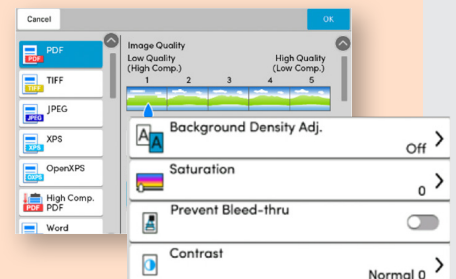 Cancel
OK
PDF
PDF
TIFF
TIFF
JPEG
JPEG
XPS
XPS
OpenXPS
OXPS
High Comp.
PDF
PDF
Word
Image Quality
Low Quality
(High Comp.)
High Quality
(Low Comp.)
1 2 3 4 5
A A
Background Density Adj.
Off
Saturation
0
Prevent Bleed-thru
Contrast
Normal 0